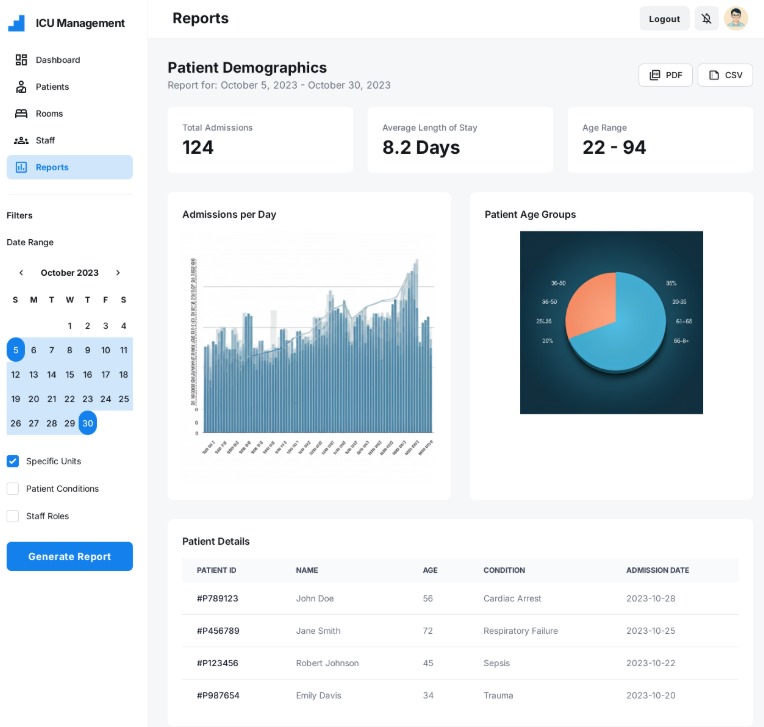 ICU Management
Reports
Logout
Dashboard
Patients
Rooms
Staff
Reports
Filters
Date Range
October 2023
S M T W T F S
1 2 3 4
5 6 7 8 9 10 11
12 13 14 15 16 17 18
19 20 21 22 23 24 25
26 27 28 29 30
Specific Units
Patient Conditions
Staff Roles
Generate Report
Patient Demographics
Report for: October 5, 2023 - October 30, 2023
PDF
CSV
Total Admissions
124
Average Length of Stay
8.2 Days
Age Range
22 - 94
Admissions per Day
Patient Age Groups
36-50
36-50
20%
35%
20-35
Patient Details
PATIENT ID NAME AGE CONDITION ADMISSION DATE
#P789123 John Doe 56 Cardiac Arrest 2023-10-28
#P456789 Jane Smith 72 Respiratory Failure 2023-10-25
#P123456 Robert Johnson 45 Sepsis 2023-10-22
#P987654 Emily Davis 34 Trauma 2023-10-20